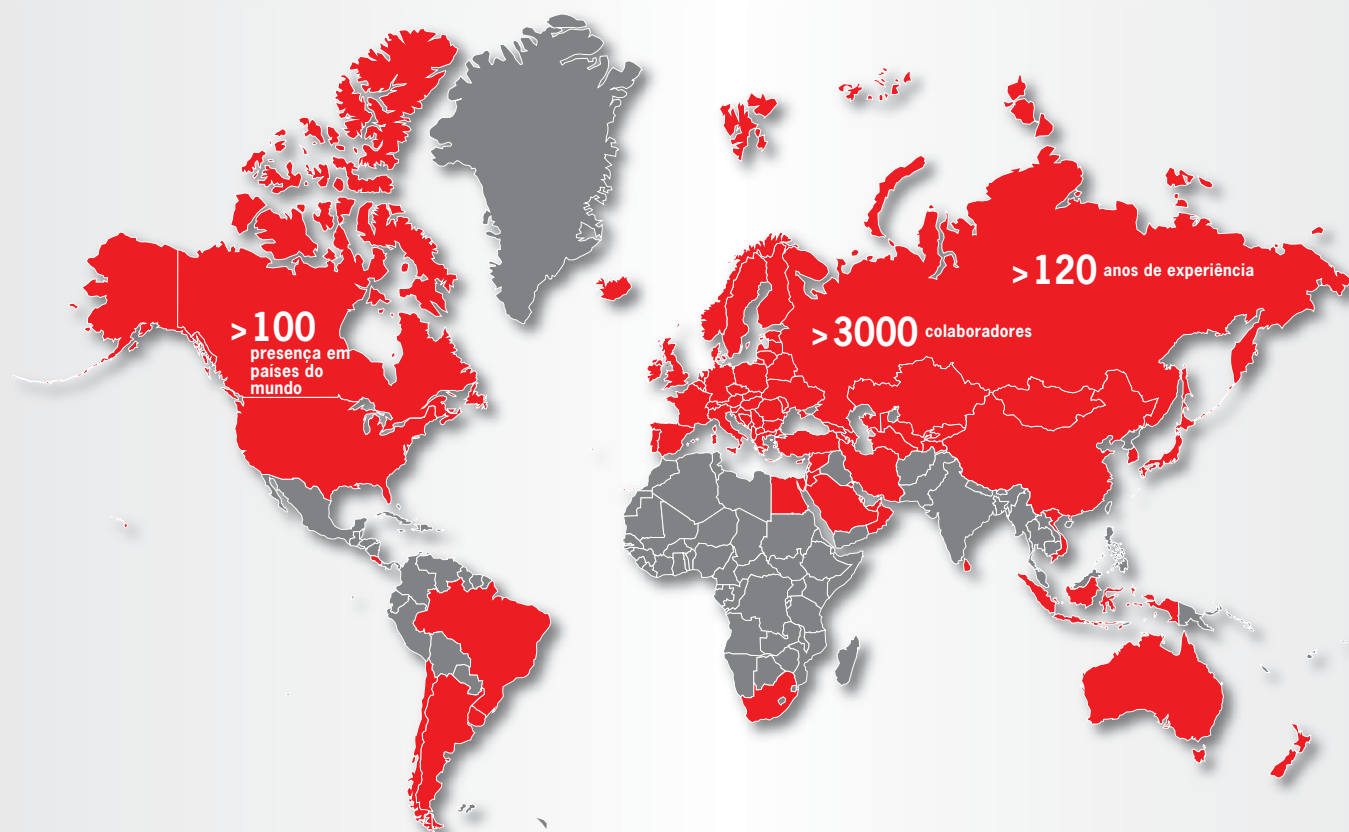 > 100
presença em
países do
mundo
> 120 anos de experiência
> 3000 colaboradores